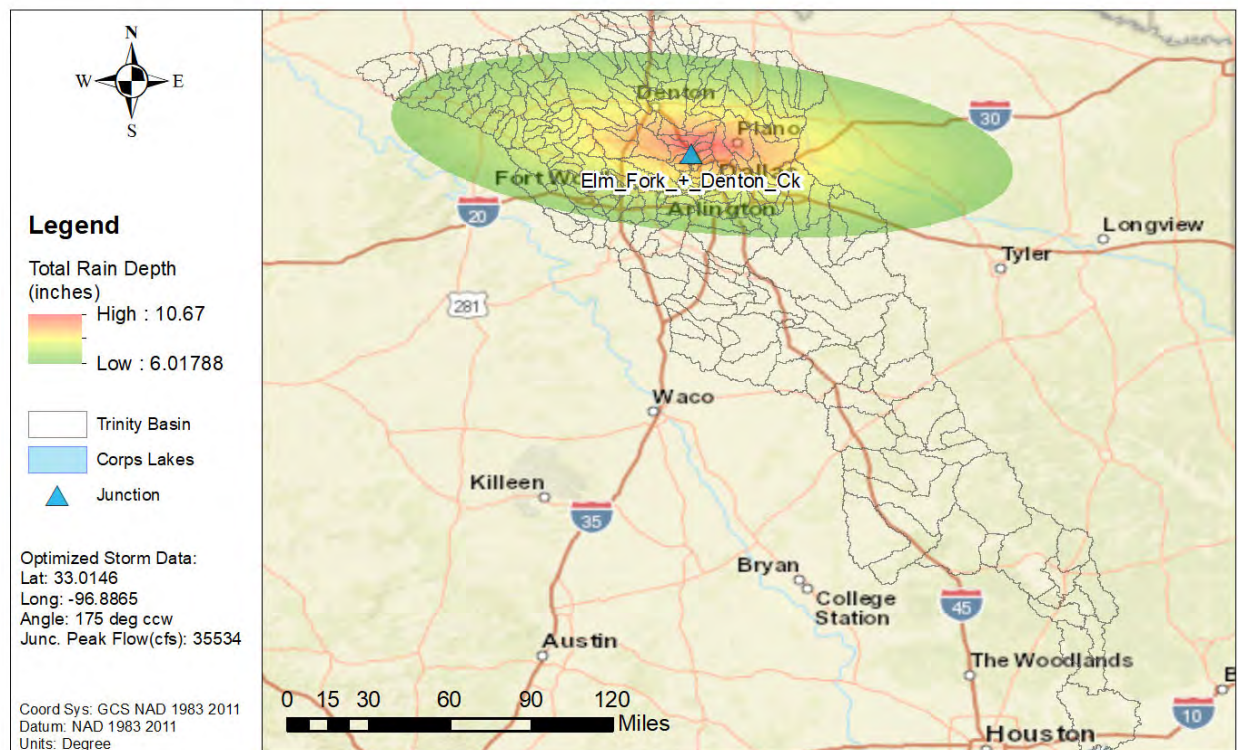 N
W E
S
Legend
Total Rain Depth
(inches)
High : 10.67
Low : 6.01788
Trinity Basin
Corps Lakes
Junction
Optimized Storm Data:
Lat: 33.0146
Long: -96.8865
Angle: 175 deg ccw
Junc. Peak Flow(cfs): 35534
Coord Sys: GCS NAD 1983 2011
Datum: NAD 1983 2011
Units: Degree
Denton
30
Plano
Dallas
Fort Wo
Elm_Fork_+_Denton_Ck
20
Arlington
Longview
Tyler
281
Waco
Killeen
35
Bryan
College
Station
45
Austin
The Woodlands
10
Houston
0 15 30 60 90 120
Miles